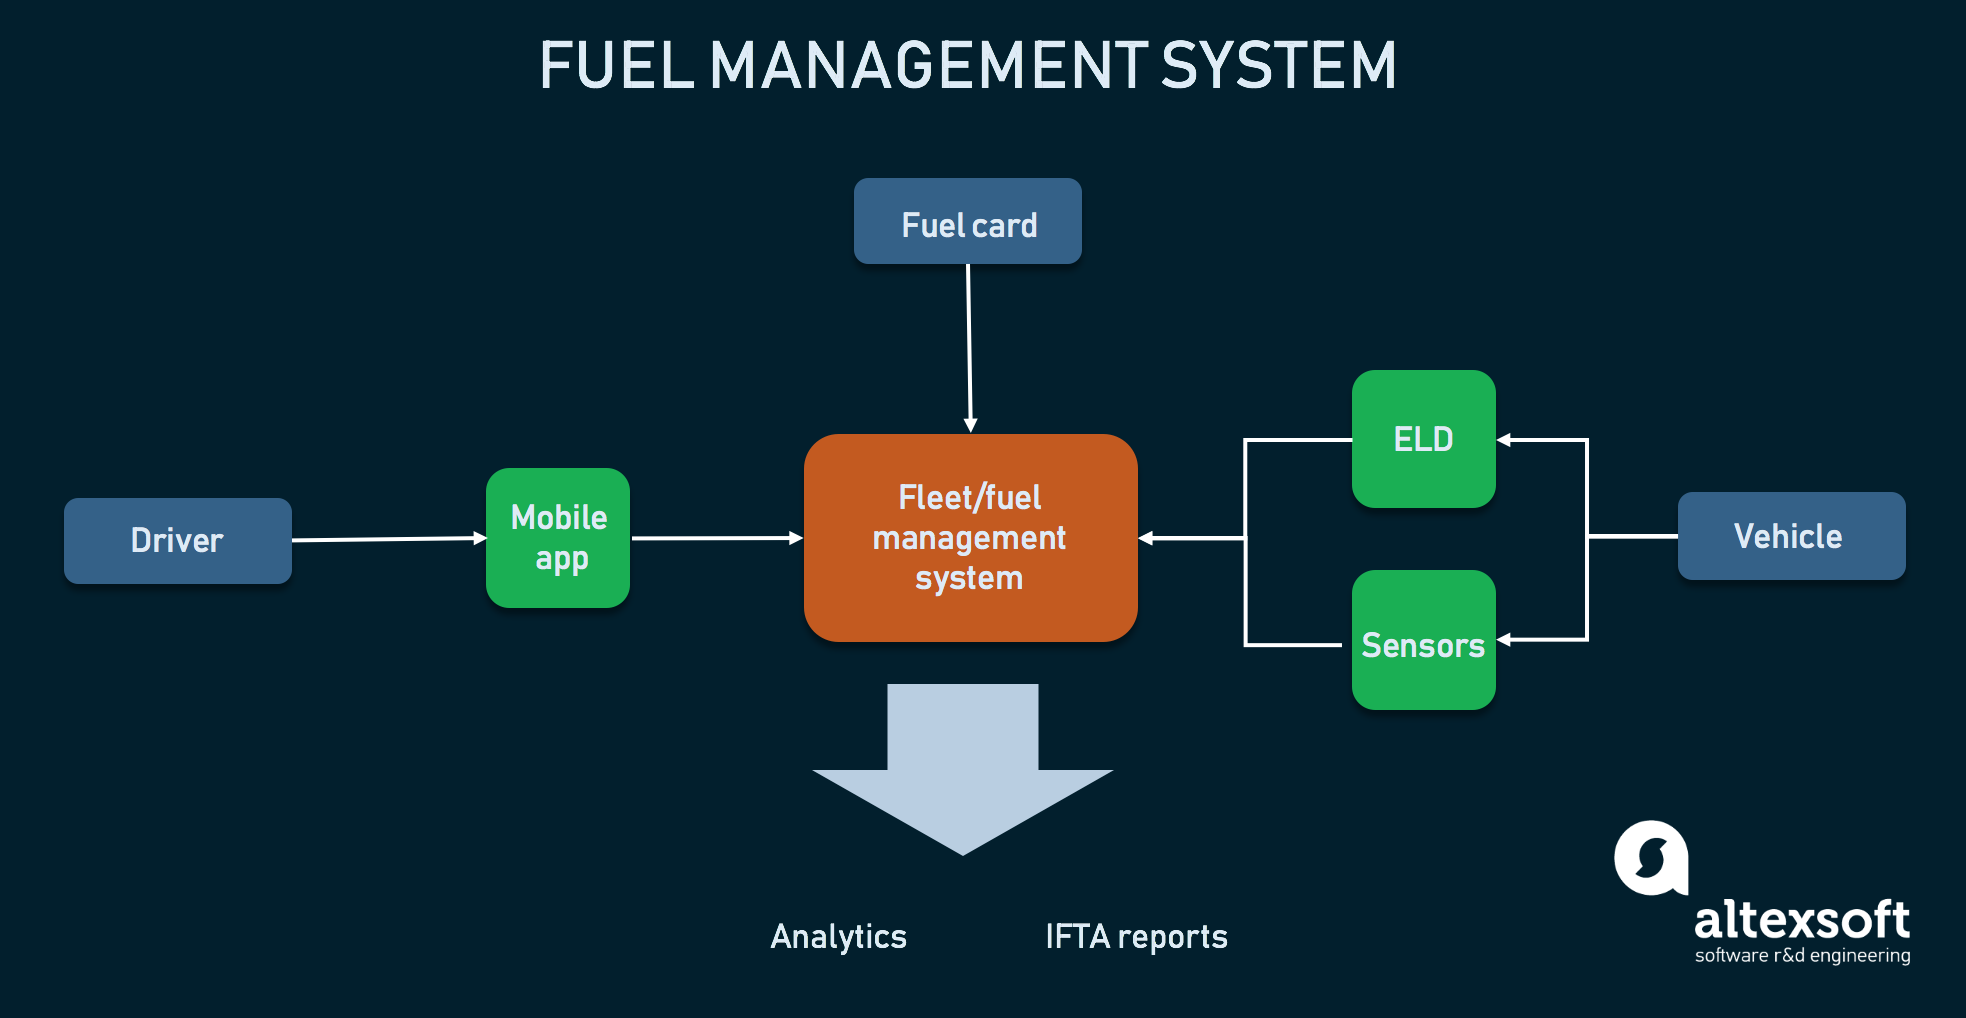 FUEL MANAGEMENT SYSTEM
Fuel card
Driver
Mobile
app
Fleet/fuel
management
system
ELD
Sensors
Vehicle
Analytics
IFTA reports
altexsoft
software r&d engineering